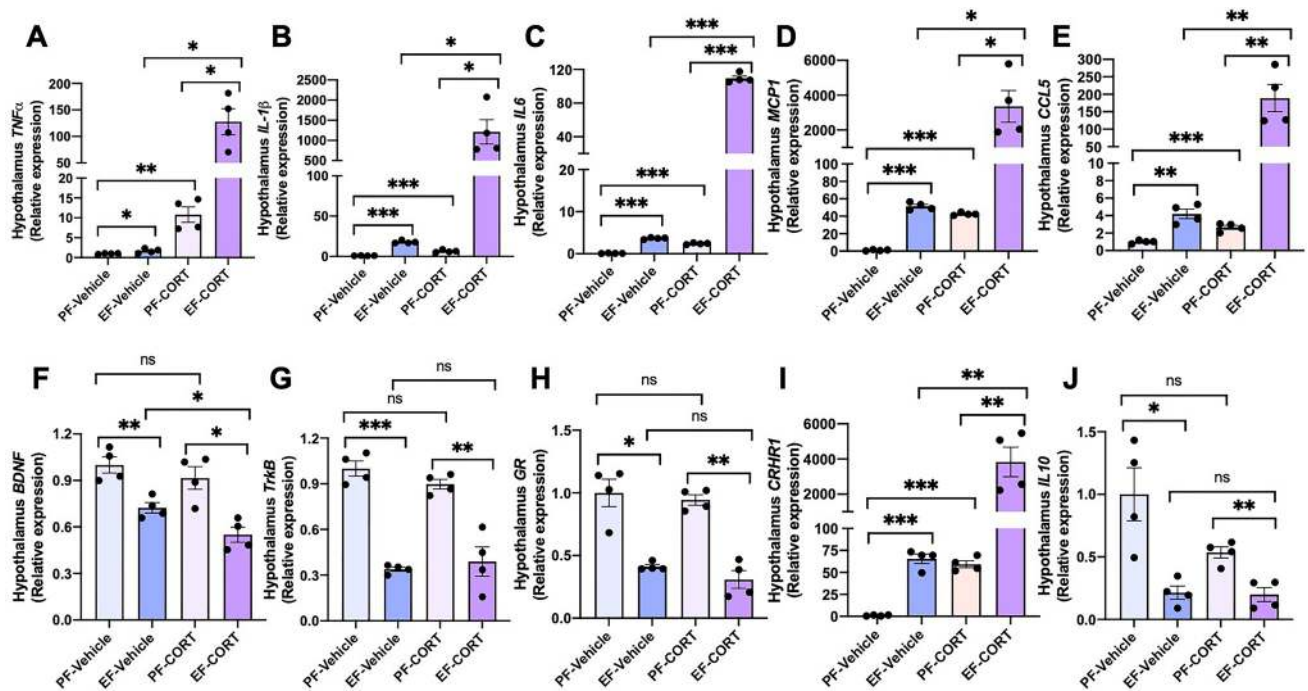 A
Hypothalamus TNFα
(Relative expression)
200
150
100
50
20
15
10
5
0
*
*
**
*
PF-Vehicle
EF-Vehicle
PF-CORT
EF-CORT
B
Hypothalamus IL-1β
(Relative expression)
2500
2000
1500
1000
500
50
0
*
*
***
***
PF-Vehicle
EF-Vehicle
PF-CORT
EF-CORT
C
Hypothalamus IL6
(Relative expression)
120
80
40
20
10
0
***
***
***
***
PF-Vehicle
EF-Vehicle
PF-CORT
EF-CORT
D
Hypothalamus MCP1
(Relative expression)
6000
4000
2000
100
80
60
40
20
0
*
*
***
***
PF-Vehicle
EF-Vehicle
PF-CORT
EF-CORT
E
Hypothalamus CCL5
(Relative expression)
300
250
200
150
100
50
6
4
2
0
**
**
***
**
PF-Vehicle
EF-Vehicle
PF-CORT
EF-CORT
F
Hypothalamus BDNF
(Relative expression)
1.2
0.9
0.6
0.3
0.0
ns
*
**
*
PF-Vehicle
EF-Vehicle
PF-CORT
EF-CORT
G
Hypothalamus TrkB
(Relative expression)
1.2
0.9
0.6
0.3
0.0
ns
ns
***
**
PF-Vehicle
EF-Vehicle
PF-CORT
EF-CORT
H
Hypothalamus GR
(Relative expression)
1.5
1.0
0.5
0.0
ns
ns
*
**
PF-Vehicle
EF-Vehicle
PF-CORT
EF-CORT
I
Hypothalamus CRHR1
(Relative expression)
6000
4000
2000
100
75
50
25
0
**
**
***
***
PF-Vehicle
EF-Vehicle
PF-CORT
EF-CORT
J
Hypothalamus IL10
(Relative expression)
1.5
1.0
0.5
0.0
ns
*
ns
**
PF-Vehicle
EF-Vehicle
PF-CORT
EF-CORT